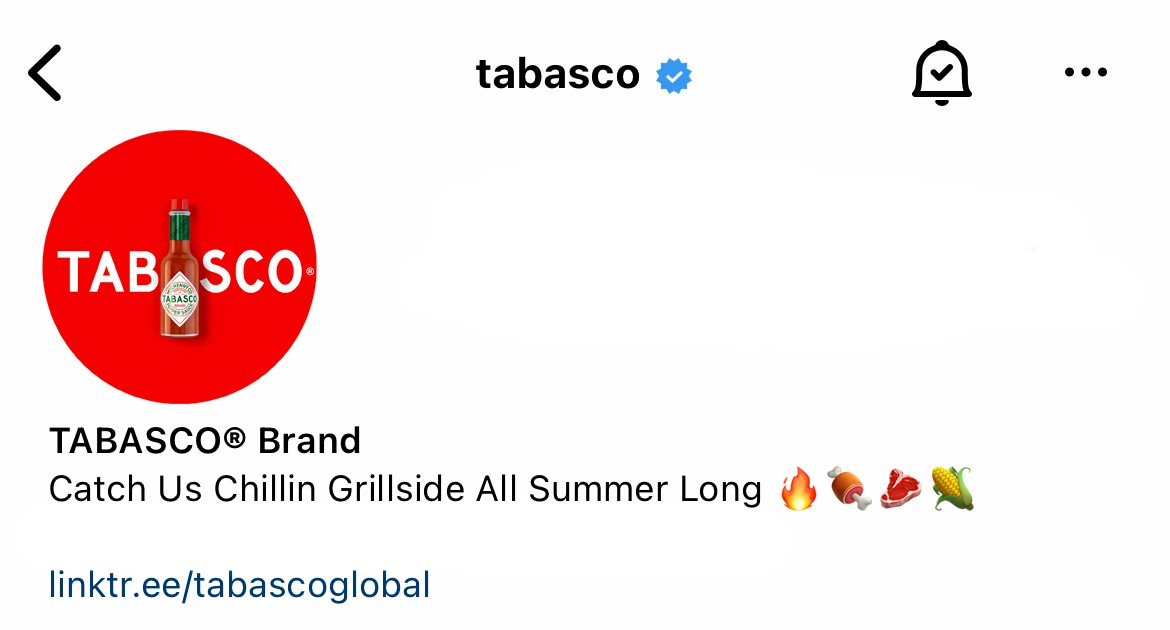 tabasco
TABASCO®
TABASCO
TABASCO® Brand
Catch Us Chillin Grillside All Summer Long 🔥🍖🥩🌽
linktr.ee/tabascoglobal